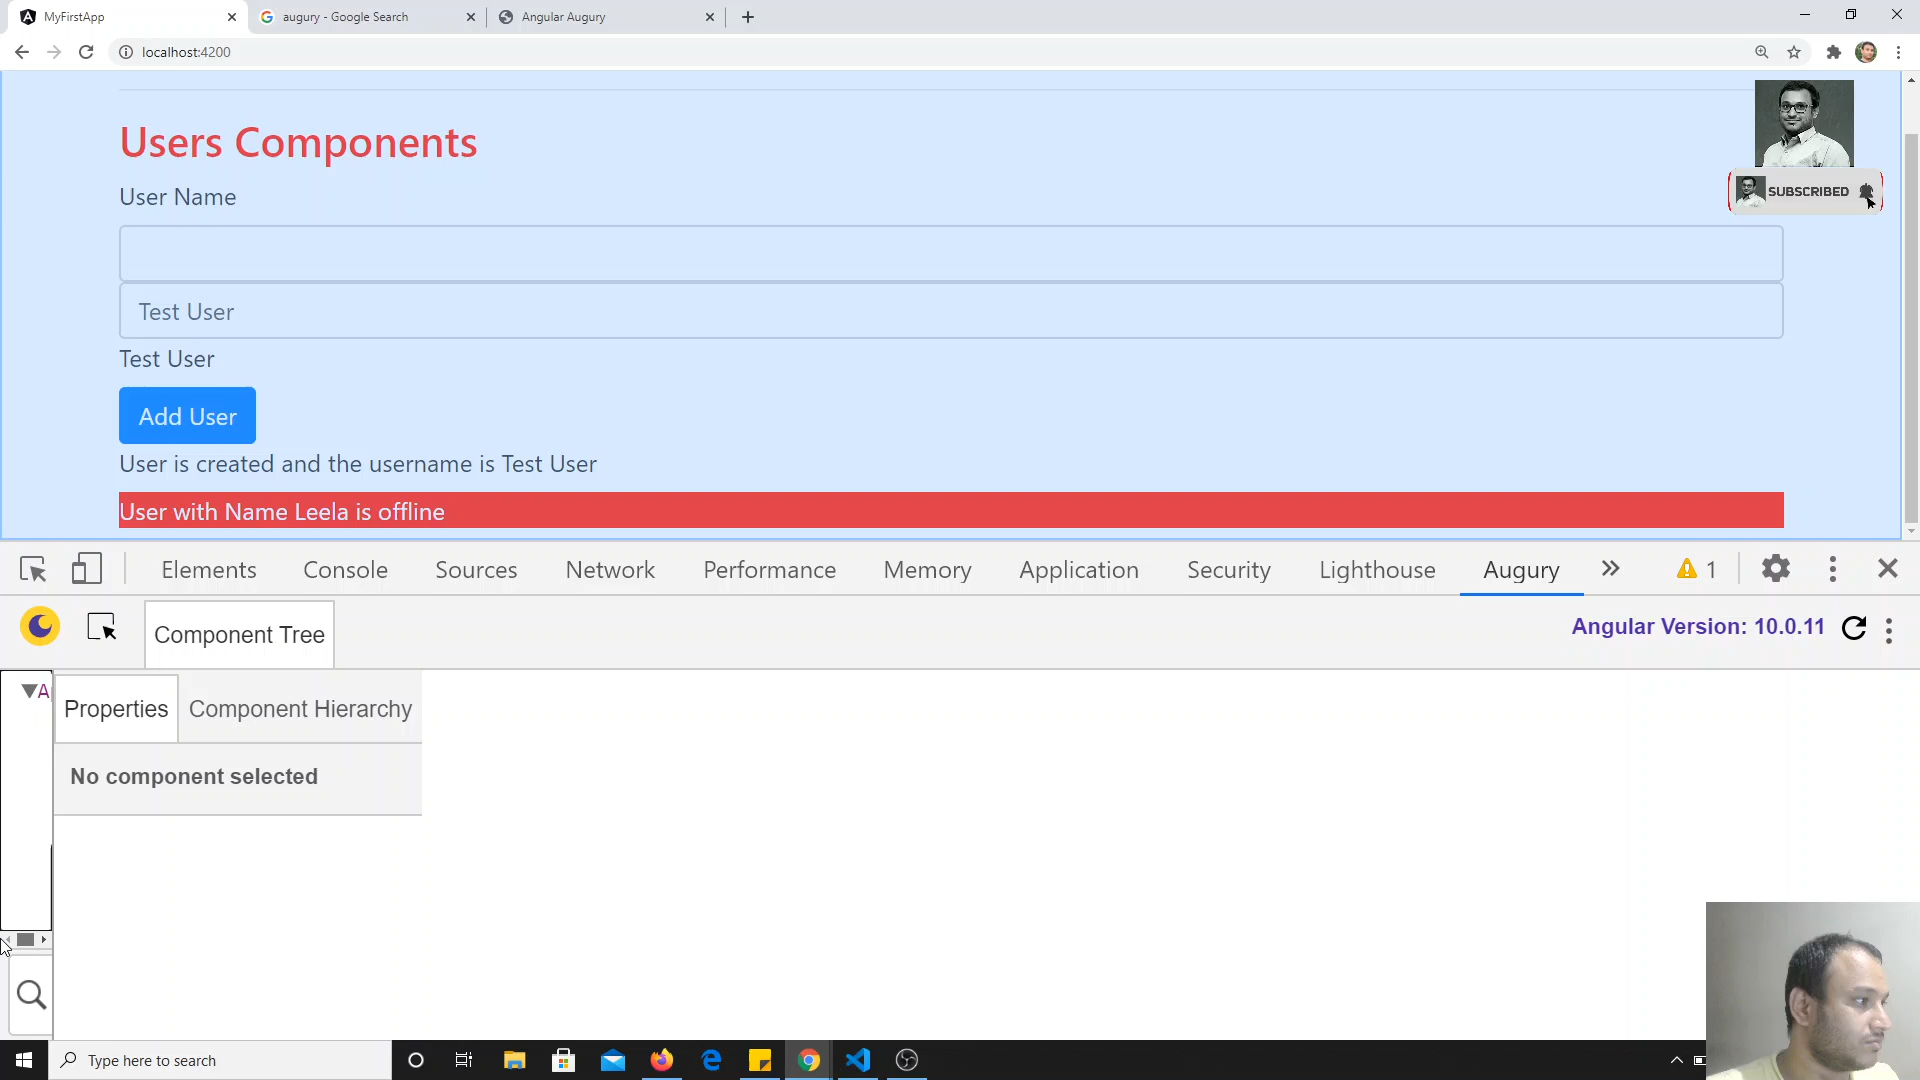 MyFirstApp
augury - Google Search
Angular Augury
localhost:4200
Users Components
SUBSCRIBED
User Name
Test User
Test User
Add User
User is created and the username is Test User
User with Name Leela is offline
Elements Console Sources Network Performance Memory Application Security Lighthouse Augury 1
Component Tree
Angular Version: 10.0.11
A
Properties Component Hierarchy
No component selected
Type here to search